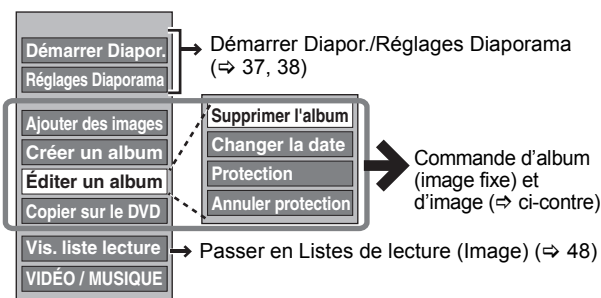 Démarrer Diapor.
Réglages Diaporama
Démarrer Diapor./Réglages Diaporama
(⇨ 37, 38)
Ajouter des images
Créer un album
Éditer un album
Copier sur le DVD
Supprimer l'album
Changer la date
Protection
Annuler protection
Commande d'album
(image fixe) et
d'image (⇨ ci-contre)
Vis. liste lecture
Passer en Listes de lecture (Image) (⇨ 48)
VIDÉO / MUSIQUE